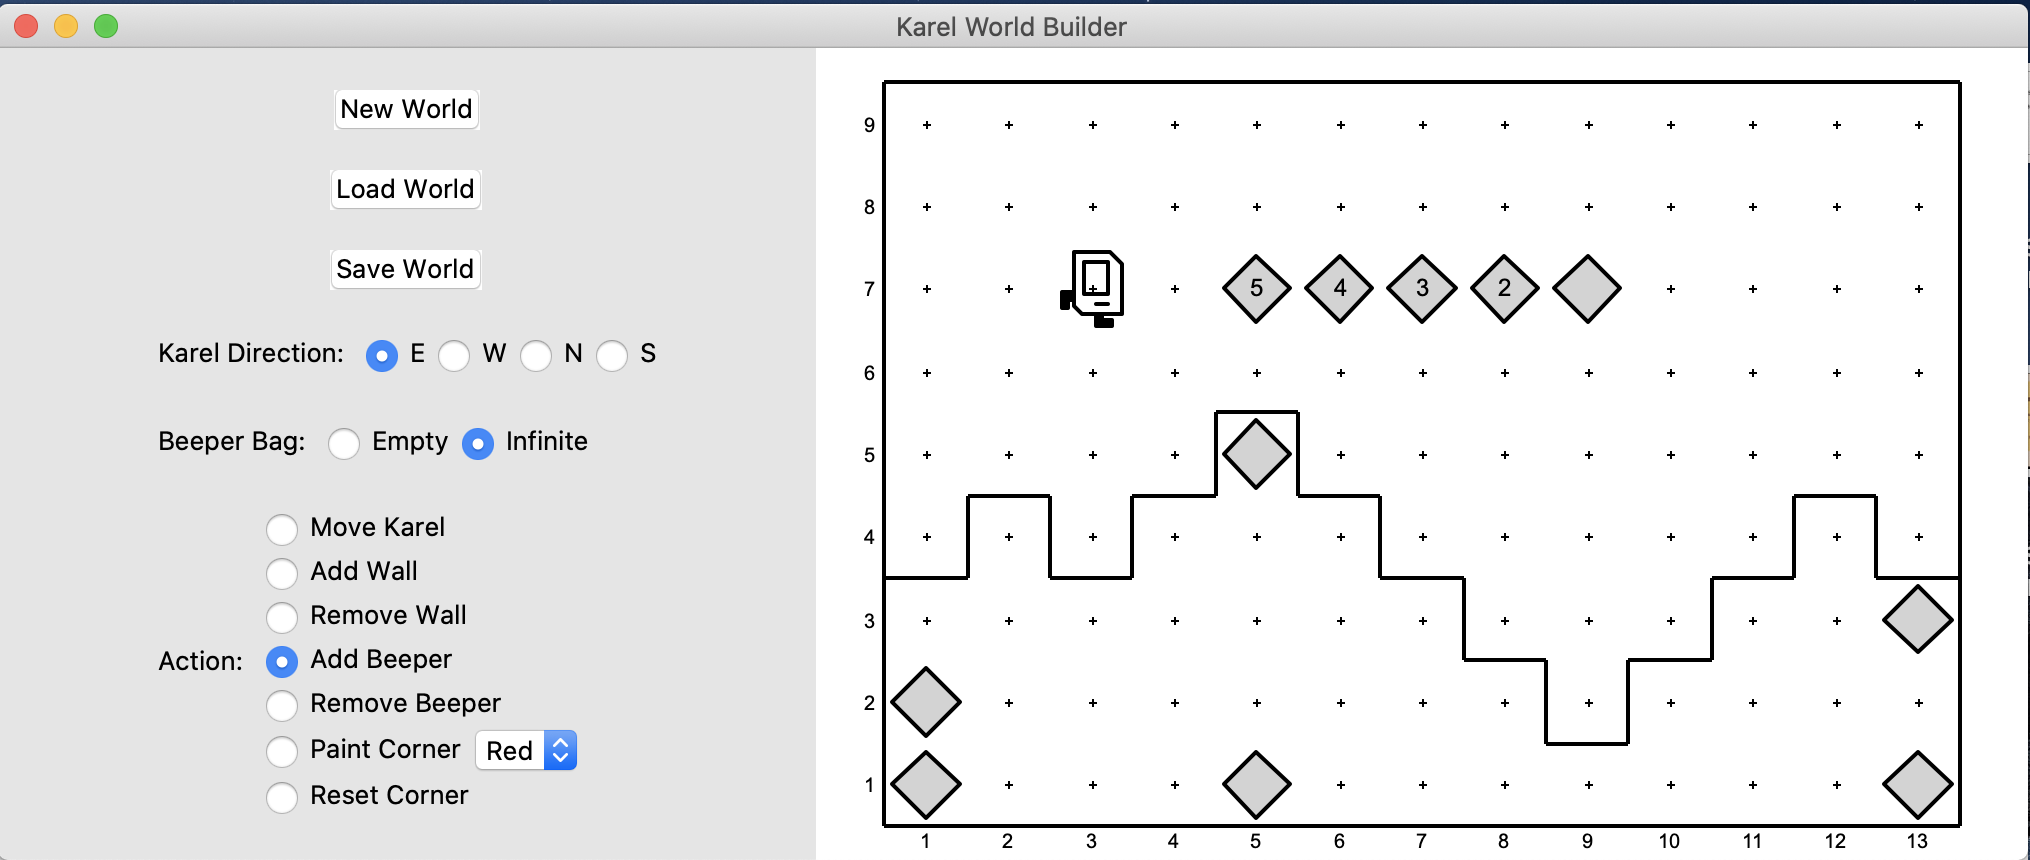 Karel World Builder
New World
Load World
Save World
Karel Direction: E W N S
Beeper Bag: Empty Infinite
Action:
Move Karel
Add Wall
Remove Wall
Add Beeper
Remove Beeper
Paint Corner Red
Reset Corner
9
8
7 5 4 3 2
6
5
4
3
2
1
1 2 3 4 5 6 7 8 9 10 11 12 13